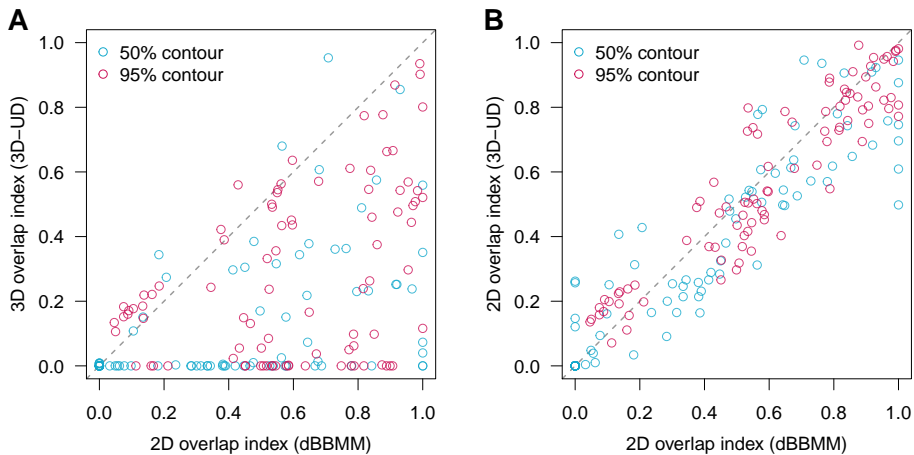 A
50% contour
95% contour
3D overlap index (3D−UD)
1.0
0.8
0.6
0.4
0.2
0.0
0.0 0.2 0.4 0.6 0.8 1.0
2D overlap index (dBBMM)
B
50% contour
95% contour
2D overlap index (3D−UD)
1.0
0.8
0.6
0.4
0.2
0.0
0.0 0.2 0.4 0.6 0.8 1.0
2D overlap index (dBBMM)